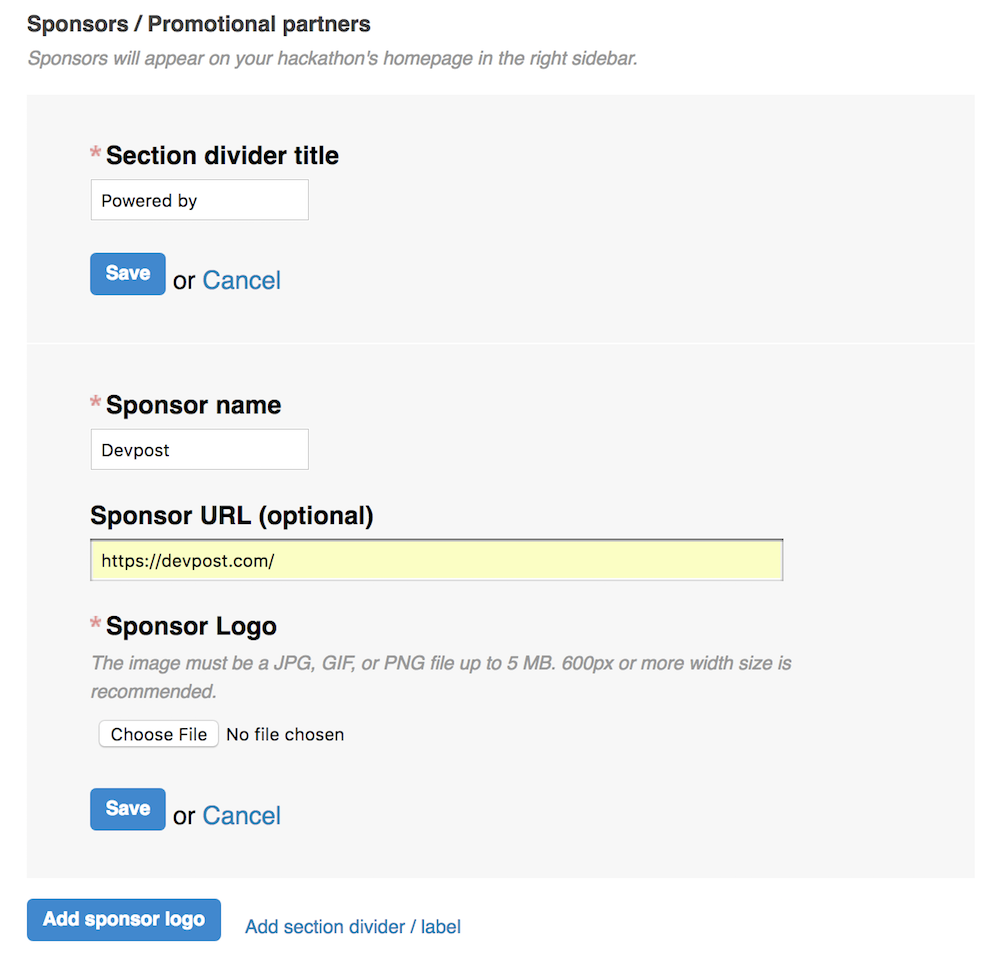 Sponsors / Promotional partners
Sponsors will appear on your hackathon's homepage in the right sidebar.
* Section divider title
Powered by
Save or Cancel
* Sponsor name
Devpost
Sponsor URL (optional)
https://devpost.com/
* Sponsor Logo
The image must be a JPG, GIF, or PNG file up to 5 MB. 600px or more width size is
recommended.
Choose File No file chosen
Save or Cancel
Add sponsor logo Add section divider / label